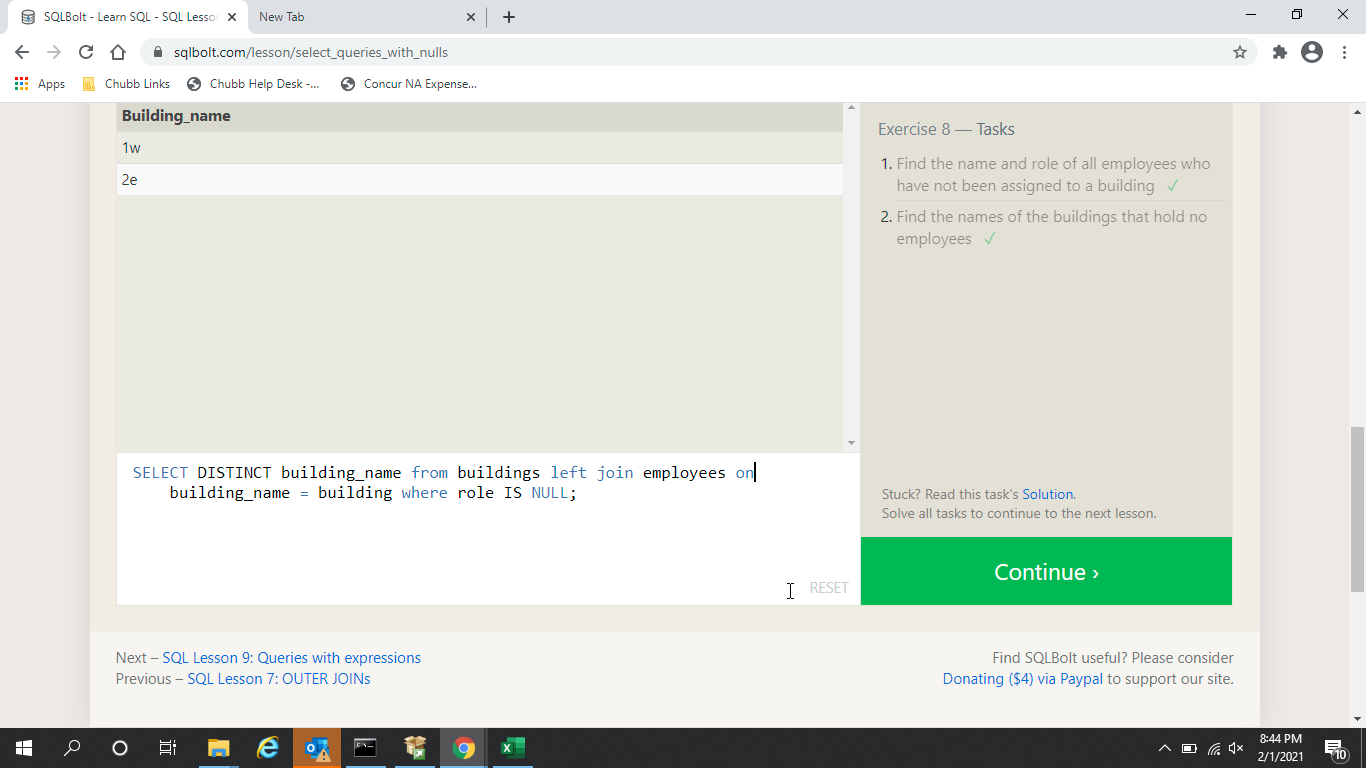 SQLBolt - Learn SQL - SQL Lesson
New Tab
sqlbolt.com/lesson/select_queries_with_nulls
Apps
Chubb Links
Chubb Help Desk -...
Concur NA Expense...
Building_name
1w
2e
Exercise 8 — Tasks
1. Find the name and role of all employees who
have not been assigned to a building ✓
2. Find the names of the buildings that hold no
employees ✓
SELECT DISTINCT building_name from buildings left join employees on
building_name = building where role IS NULL;
RESET
Stuck? Read this task's Solution.
Solve all tasks to continue to the next lesson.
Continue ›
Next – SQL Lesson 9: Queries with expressions
Previous – SQL Lesson 7: OUTER JOINs
Find SQLBolt useful? Please consider
Donating ($4) via Paypal to support our site.
8:44 PM
2/1/2021
10